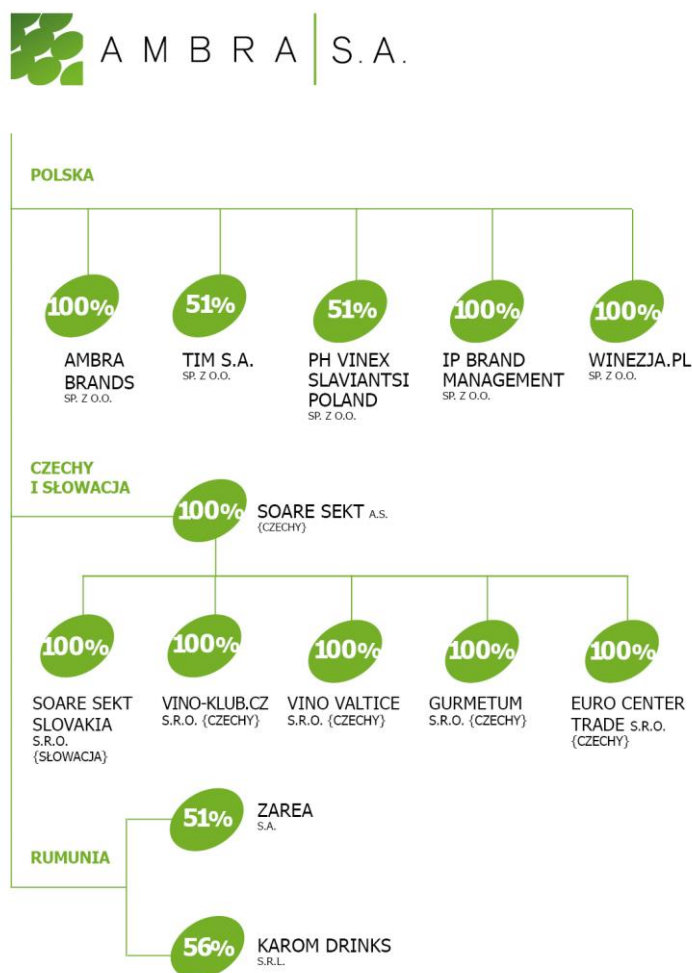 AMBRA S.A.
POLSKA
100% 51% 51% 100% 100%
AMBRA
BRANDS
SP. Z O.O.
TIM S.A.
SP. Z O.O.
PH VINEX
SLAVIANTSI
POLAND
SP. Z O.O.
IP BRAND
MANAGEMENT
SP. Z O.O.
WINEZJA.PL
SP. Z O.O.
CZECHY
I SŁOWACJA
100%
SOARE SEKT A.S.
{CZECHY}
100% 100% 100% 100% 100%
SOARE SEKT
SLOVAKIA
S.R.O.
{SŁOWACJA}
VINO-KLUB.CZ
S.R.O. {CZECHY}
VINO VALTICE
S.R.O. {CZECHY}
GURMETUM
S.R.O. {CZECHY}
EURO CENTER
TRADE S.R.O.
{CZECHY}
RUMUNIA
51%
ZAREA
S.A.
56%
KAROM DRINKS
S.R.L.